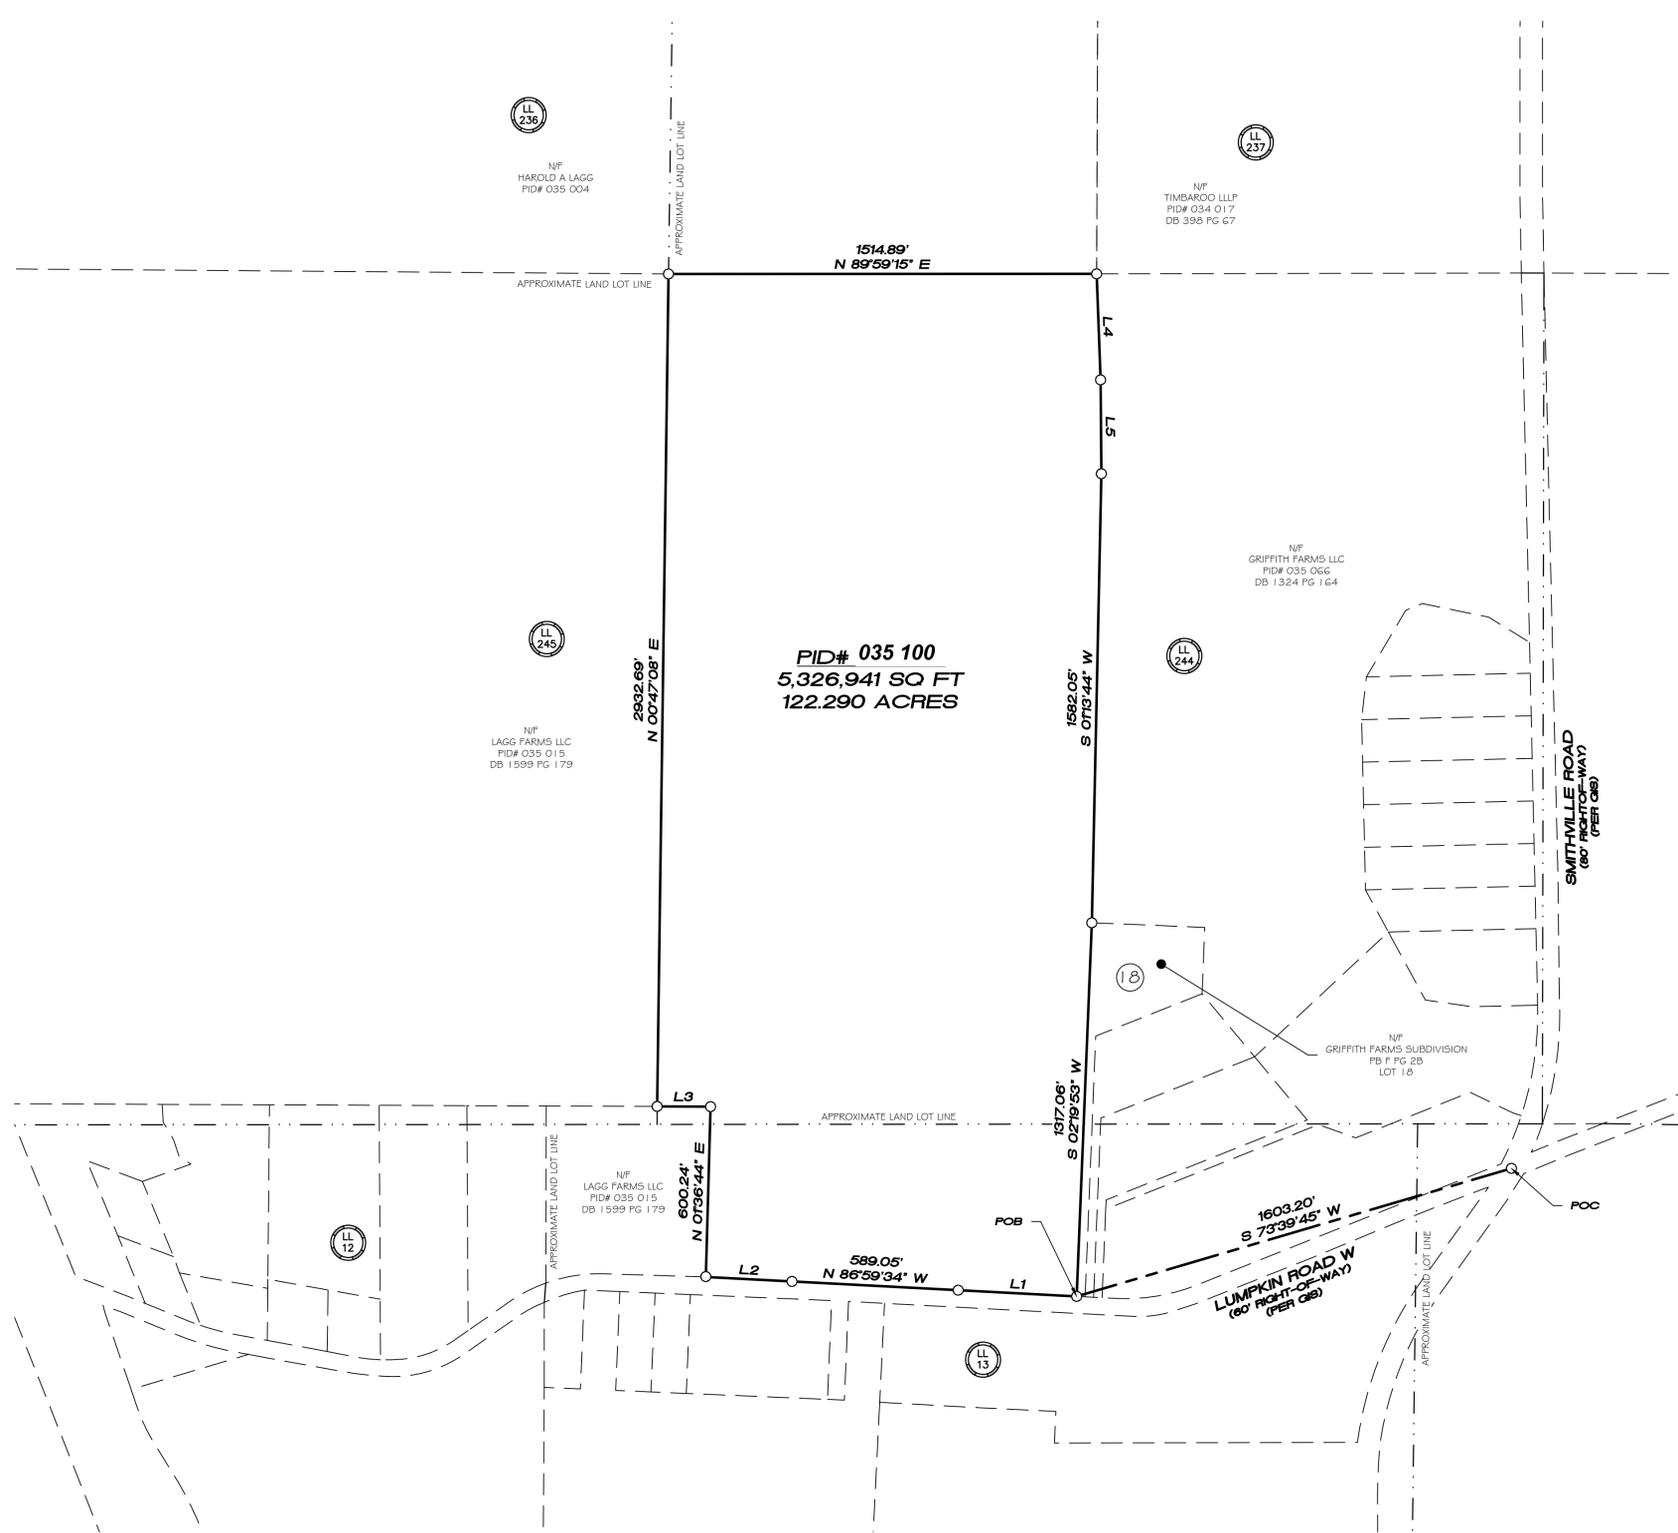 LL
236
N/F
HAROLD A LAGG
PID# 035 004
APPROXIMATE LAND LOT LINE
LL
237
N/F
TIMBAROO LLLP
PID# 034 017
DB 398 PG 67
1514.89'
N 89°59'15" E
APPROXIMATE LAND LOT LINE
L4
L5
N/F
GRIFFITH FARMS LLC
PID# 035 066
DB 1324 PG 164
LL
245
2932.69'
N 00°47'08" E
PID# 035 100
5,326,941 SQ FT
122.290 ACRES
1582.05'
S 01°13'44" W
LL
244
N/F
LAGG FARMS LLC
PID# 035 015
DB 1599 PG 179
SMITHVILLE ROAD
(80' RIGHT-OF-WAY)
(PER GIS)
18
N/F
GRIFFITH FARMS SUBDIVISION
PB F PG 2B
LOT 18
L3
APPROXIMATE LAND LOT LINE
1317.06'
S 02°19'53" W
APPROXIMATE LAND LOT LINE
N/F
LAGG FARMS LLC
PID# 035 015
DB 1599 PG 179
600.24'
N 01°36'44" E
LL
12
POB
POC
1603.20'
S 73°39'45" W
L2
589.05'
N 86°59'34" W
L1
LUMPKIN ROAD W
(60' RIGHT-OF-WAY)
(PER GIS)
APPROXIMATE LAND LOT LINE
LL
13